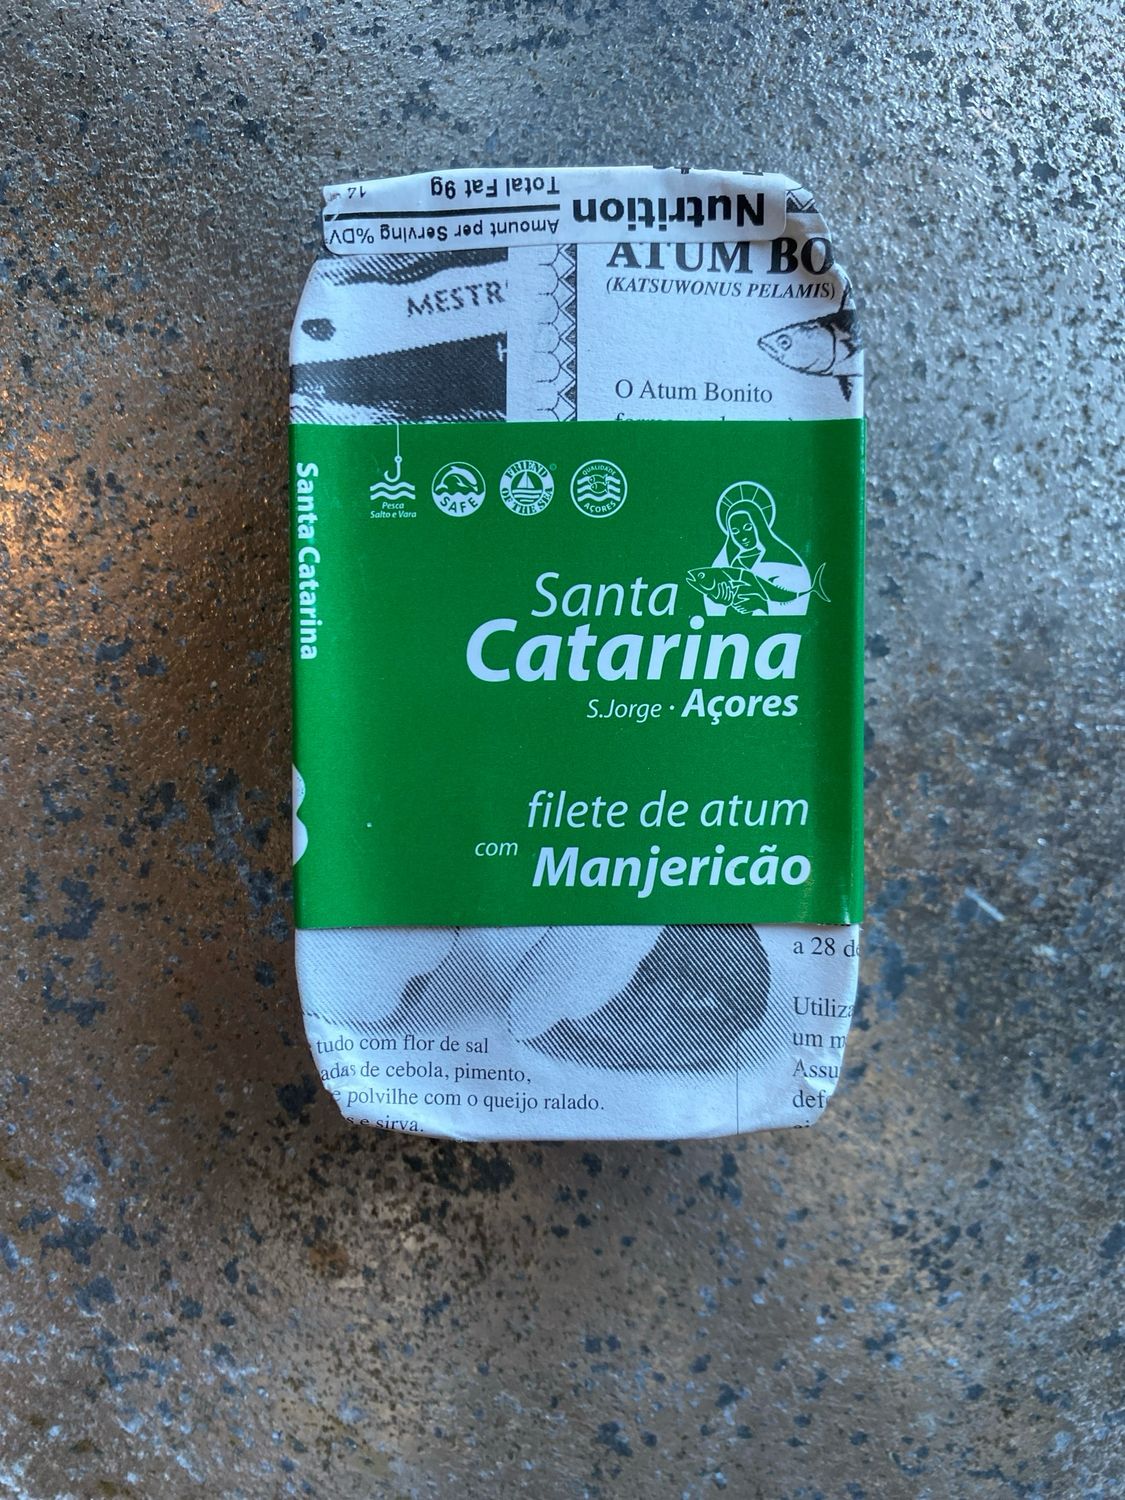 Nutrition
Amount per Serving %DV
Total Fat 9g
MESTR
ATUM BO
(KATSUWONUS PELAMIS)
O Atum Bonito
Pesca
Salto e Vara
SAFE
FRIEND
OF THE SEA
QUALIDADE
AÇORES
Santa Catarina
Santa
Catarina
S.Jorge · Açores
filete de atum
com Manjericão
tudo com flor de sal
adas de cebola, pimento,
e polvilhe com o queijo ralado.
s e sirva.
a 28 de
Utiliza
um m
Assu
defe